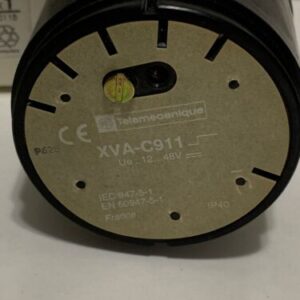 Telemecanique
XVA-C911
Ue : 12...48V
IEC 947-5-1
EN 60947-5-1
France
IP40
CE